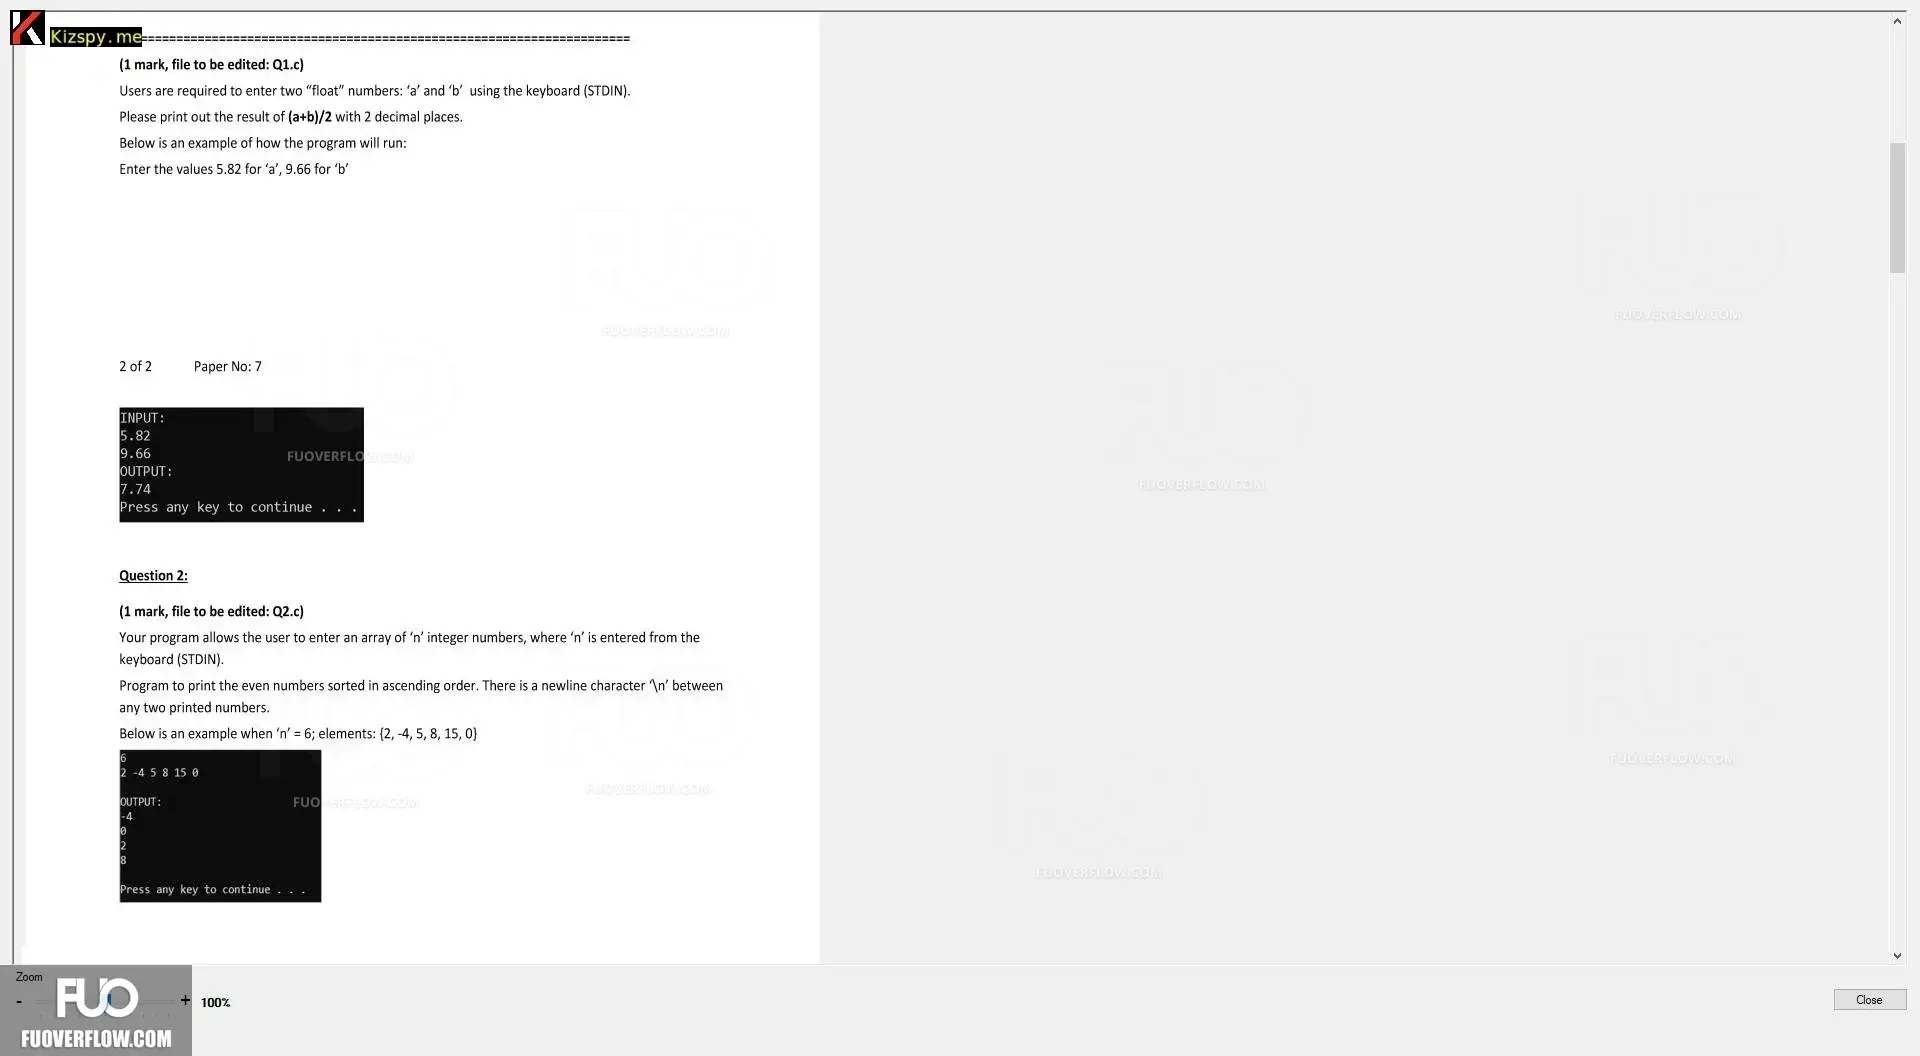 Kizspy.me
======================================================================
(1 mark, file to be edited: Q1.c)
Users are required to enter two “float” numbers: ‘a’ and ‘b’ using the keyboard (STDIN).
Please print out the result of (a+b)/2 with 2 decimal places.
Below is an example of how the program will run:
Enter the values 5.82 for ‘a’, 9.66 for ‘b’
FUOVERFLOW.COM
FUOVERFLOW.COM
2 of 2 Paper No: 7
INPUT:
5.82
9.66
FUOVERFLOW.COM
OUTPUT:
7.74
Press any key to continue . . .
FUOVERFLOW.COM
Question 2:
(1 mark, file to be edited: Q2.c)
Your program allows the user to enter an array of ‘n’ integer numbers, where ‘n’ is entered from the
keyboard (STDIN).
Program to print the even numbers sorted in ascending order. There is a newline character ‘\n’ between
any two printed numbers.
Below is an example when ‘n’ = 6; elements: {2, -4, 5, 8, 15, 0}
6
2 -4 5 8 15 0
FUOVERFLOW.COM
FUOVERFLOW.COM
OUTPUT:
FUOVERFLOW.COM
-4
0
2
8
FUOVERFLOW.COM
Press any key to continue . . .
Zoom
- + 100%
Close
FUO
FUOVERFLOW.COM